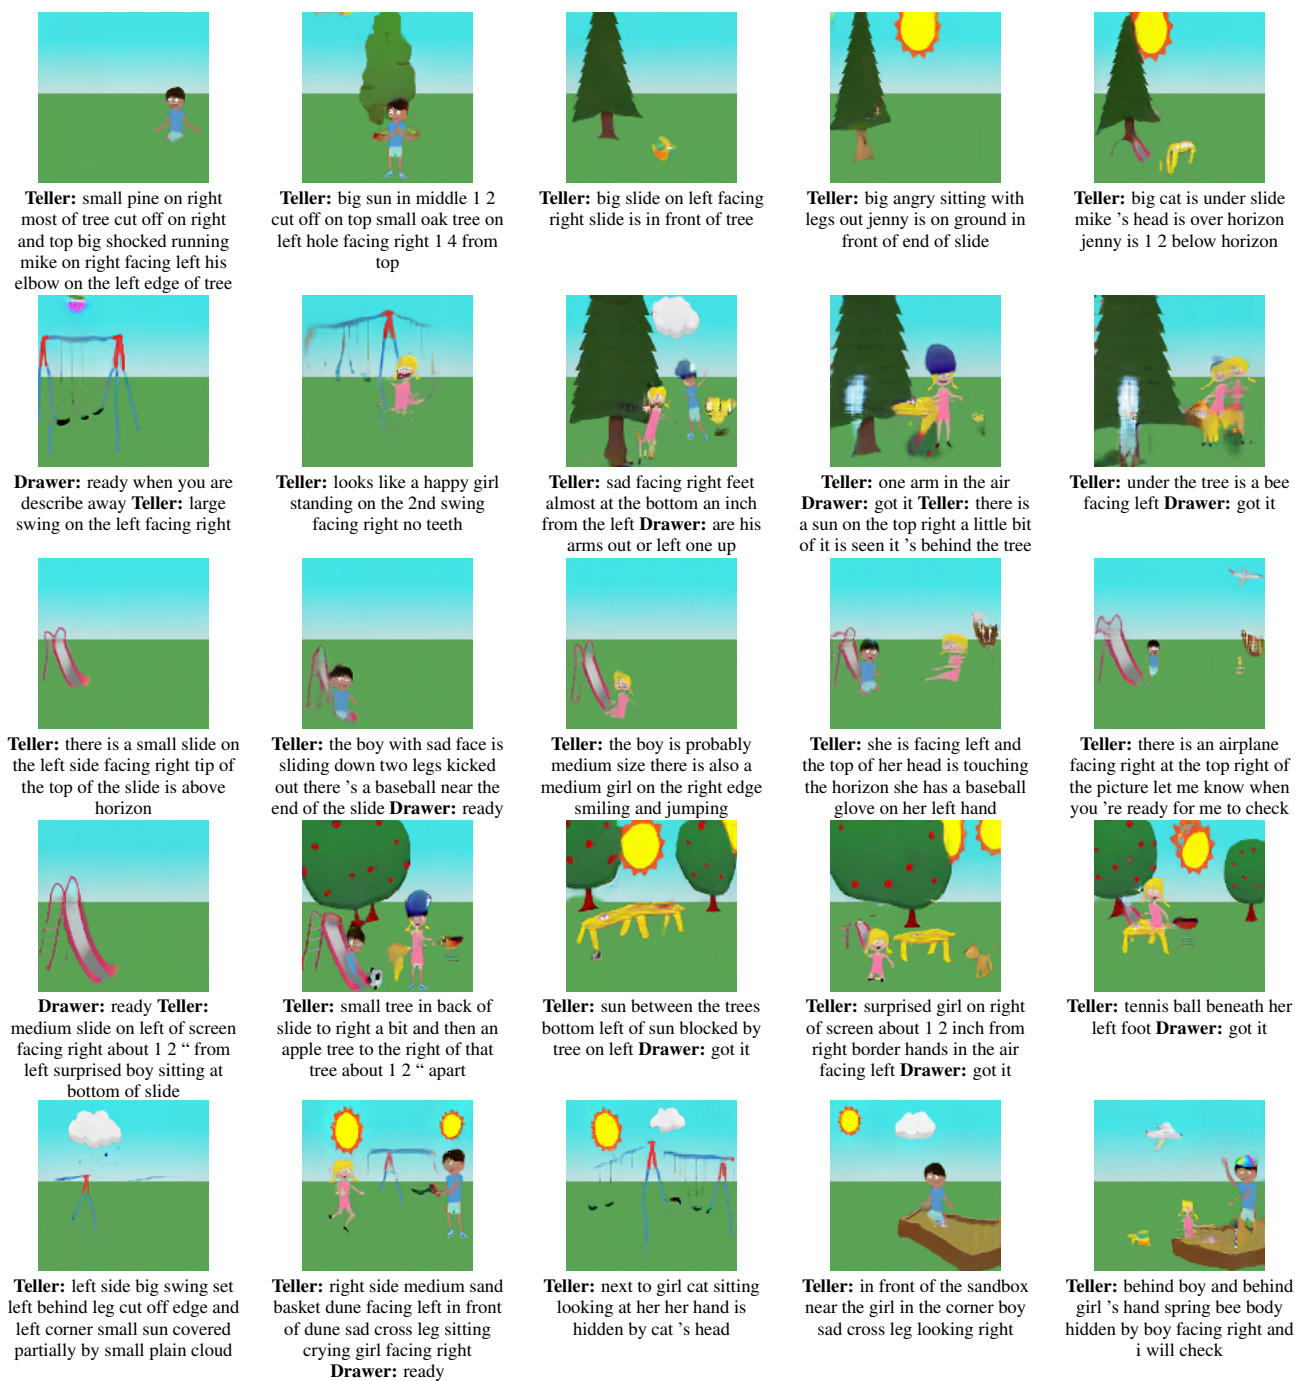 Teller: small pine on right
most of tree cut off on right
and top big shocked running
mike on right facing left his
elbow on the left edge of tree
Teller: big sun in middle 1 2
cut off on top small oak tree on
left hole facing right 1 4 from
top
Teller: big slide on left facing
right slide is in front of tree
Teller: big angry sitting with
legs out jenny is on ground in
front of end of slide
Teller: big cat is under slide
mike 's head is over horizon
jenny is 1 2 below horizon
Drawer: ready when you are
describe away Teller: large
swing on the left facing right
Teller: looks like a happy girl
standing on the 2nd swing
facing right no teeth
Teller: sad facing right feet
almost at the bottom an inch
from the left Drawer: are his
arms out or left one up
Teller: one arm in the air
Drawer: got it Teller: there is
a sun on the top right a little bit
of it is seen it 's behind the tree
Teller: under the tree is a bee
facing left Drawer: got it
Teller: there is a small slide on
the left side facing right tip of
the top of the slide is above
horizon
Teller: the boy with sad face is
sliding down two legs kicked
out there 's a baseball near the
end of the slide Drawer: ready
Teller: the boy is probably
medium size there is also a
medium girl on the right edge
smiling and jumping
Teller: she is facing left and
the top of her head is touching
the horizon she has a baseball
glove on her left hand
Teller: there is an airplane
facing right at the top right of
the picture let me know when
you 're ready for me to check
Drawer: ready Teller:
medium slide on left of screen
facing right about 1 2 “ from
left surprised boy sitting at
bottom of slide
Teller: small tree in back of
slide to right a bit and then an
apple tree to the right of that
tree about 1 2 “ apart
Teller: sun between the trees
bottom left of sun blocked by
tree on left Drawer: got it
Teller: surprised girl on right
of screen about 1 2 inch from
right border hands in the air
facing left Drawer: got it
Teller: tennis ball beneath her
left foot Drawer: got it
Teller: left side big swing set
left behind leg cut off edge and
left corner small sun covered
partially by small plain cloud
Teller: right side medium sand
basket dune facing left in front
of dune sad cross leg sitting
crying girl facing right
Drawer: ready
Teller: next to girl cat sitting
looking at her her hand is
hidden by cat 's head
Teller: in front of the sandbox
near the girl in the corner boy
sad cross leg looking right
Teller: behind boy and behind
girl 's hand spring bee body
hidden by boy facing right and
i will check